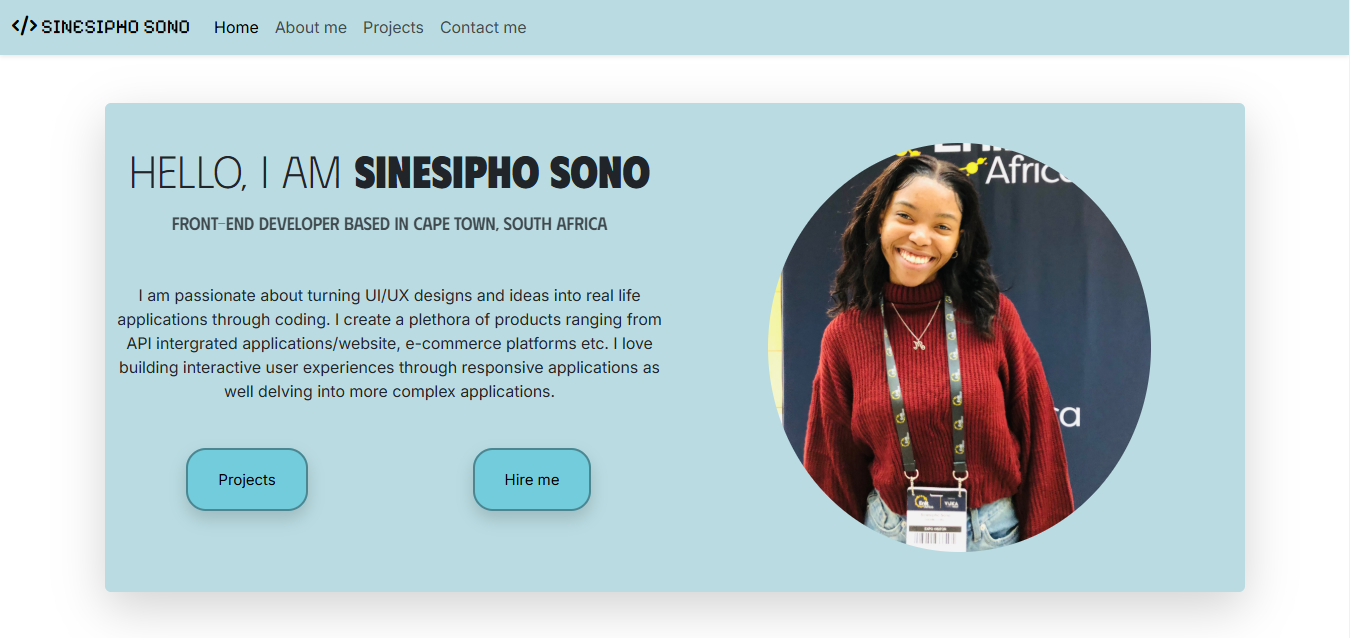 </> SINESIPHO SONO Home About me Projects Contact me
HELLO, I AM SINESIPHO SONO
FRONT-END DEVELOPER BASED IN CAPE TOWN, SOUTH AFRICA
I am passionate about turning UI/UX designs and ideas into real life
applications through coding. I create a plethora of products ranging from
API intergrated applications/website, e-commerce platforms etc. I love
building interactive user experiences through responsive applications as
well delving into more complex applications.
Projects Hire me
Africa